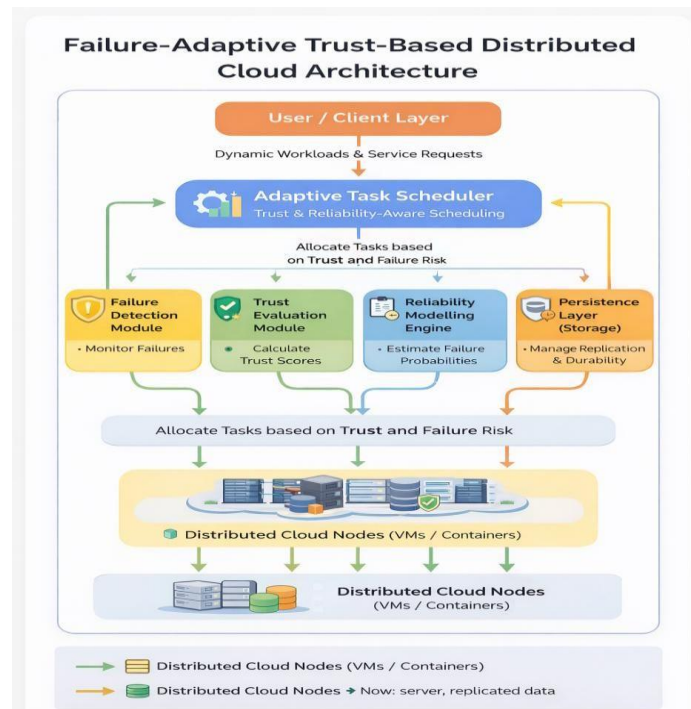 Failure-Adaptive Trust-Based Distributed
Cloud Architecture
User / Client Layer
Dynamic Workloads & Service Requests
Adaptive Task Scheduler
Trust & Reliability-Aware Scheduling
Allocate Tasks based
on Trust and Failure Risk
Failure
Detection
Module
• Monitor Failures
Trust
Evaluation
Module
• Calculate
Trust Scores
Reliability
Modelling
Engine
• Estimate Failure
Probabilities
Persistence
Layer
(Storage)
• Manage Replication
& Durability
Allocate Tasks based on Trust and Failure Risk
Distributed Cloud Nodes (VMs / Containers)
Distributed Cloud Nodes
(VMs / Containers)
Distributed Cloud Nodes (VMs / Containers)
Distributed Cloud Nodes → Now: server, replicated data